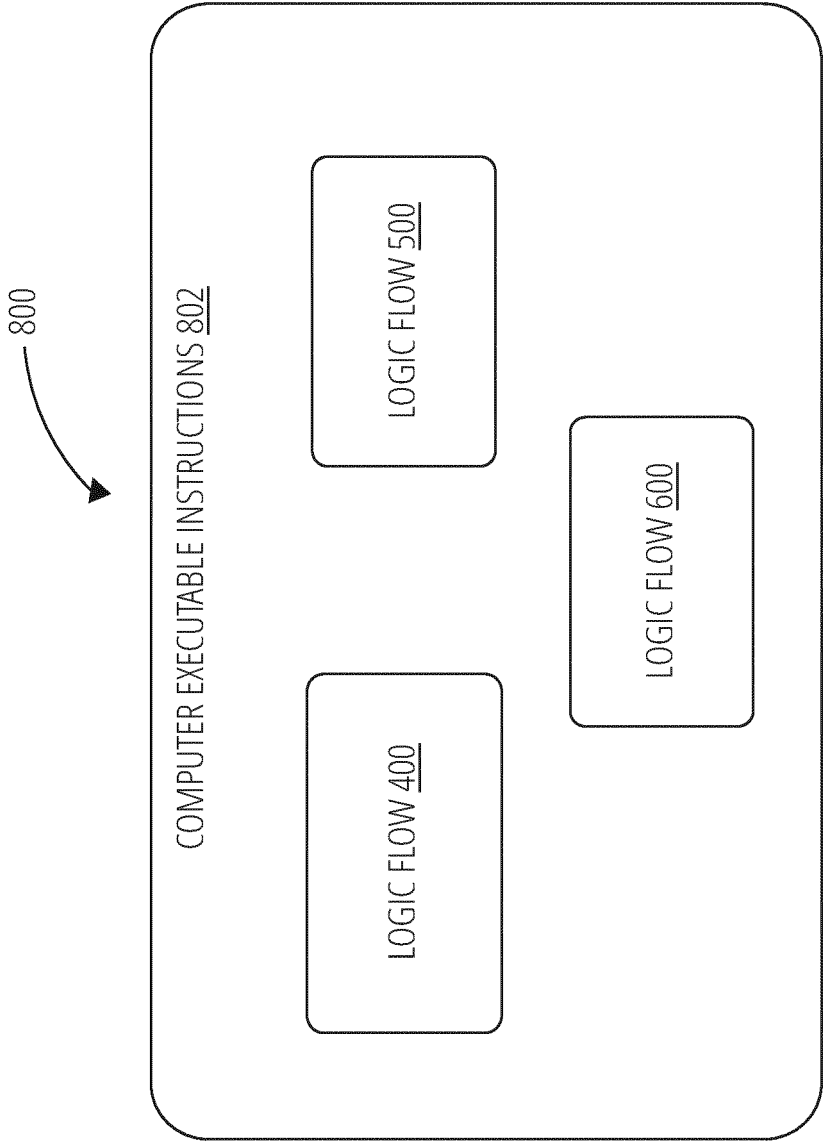 800
COMPUTER EXECUTABLE INSTRUCTIONS 802
LOGIC FLOW 400
LOGIC FLOW 500
LOGIC FLOW 600